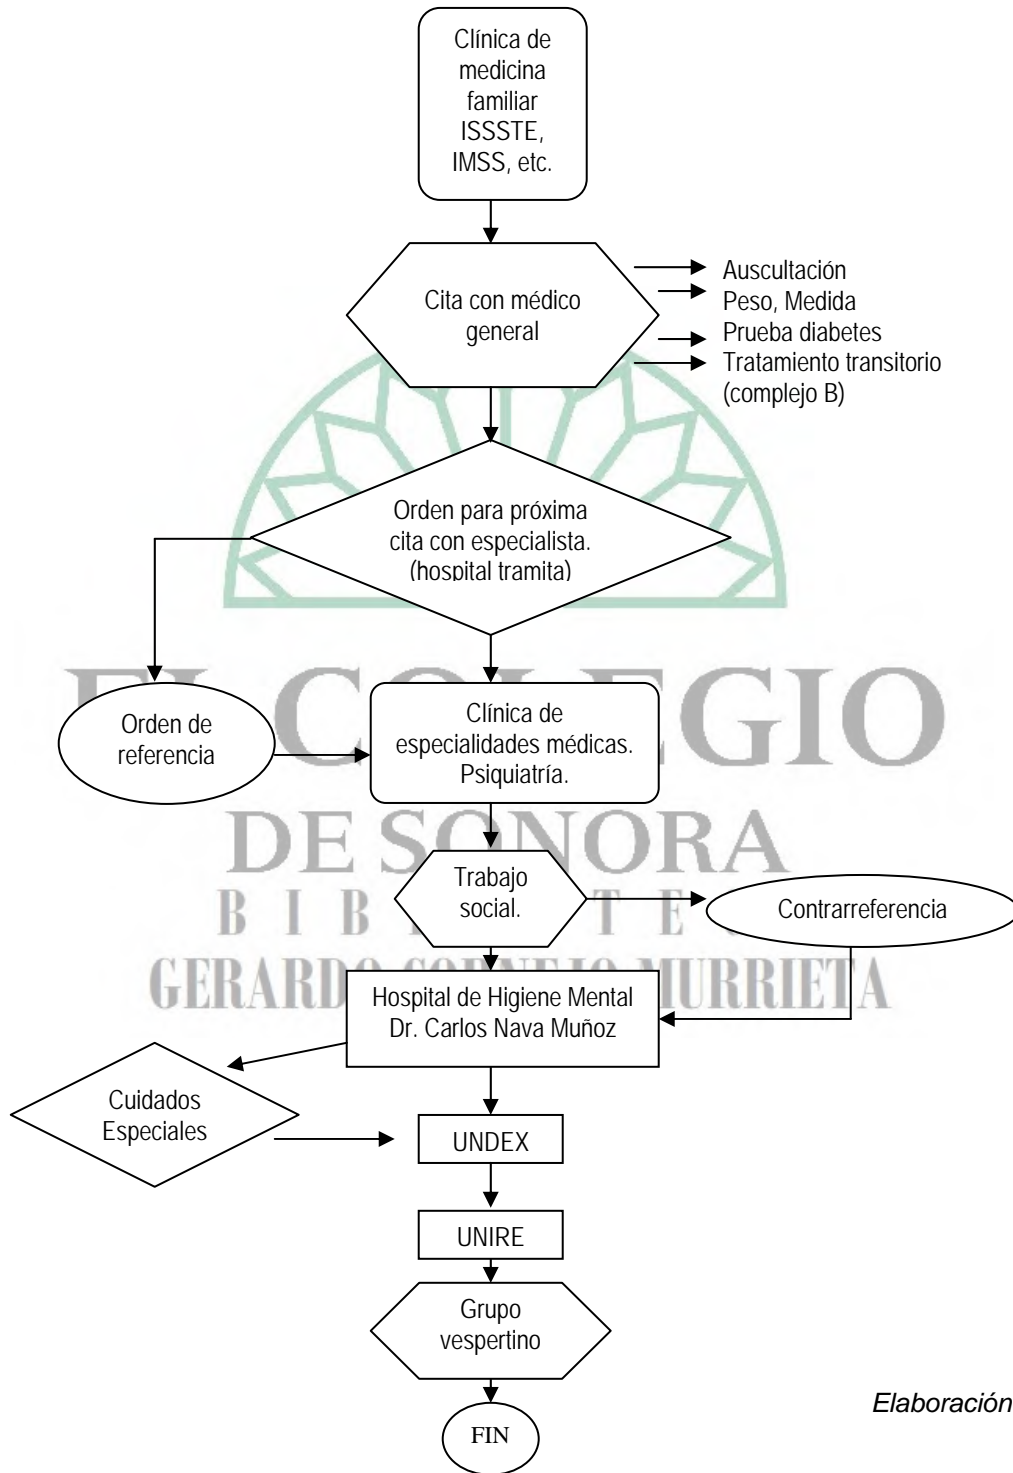 Clínica de
medicina
familiar
ISSSTE,
IMSS, etc.
Cita con médico
general
Auscultación
Peso, Medida
Prueba diabetes
Tratamiento transitorio
(complejo B)
Orden para próxima
cita con especialista.
(hospital tramita)
Orden de
referencia
Clínica de
especialidades médicas.
Psiquiatría.
EL COLEGIO
DE SONORA
Trabajo
social.
Contrarreferencia
GERARDO CORNEJO MURRIETA
Hospital de Higiene Mental
Dr. Carlos Nava Muñoz
Cuidados
Especiales
UNDEX
UNIRE
Grupo
vespertino
Elaboración
FIN